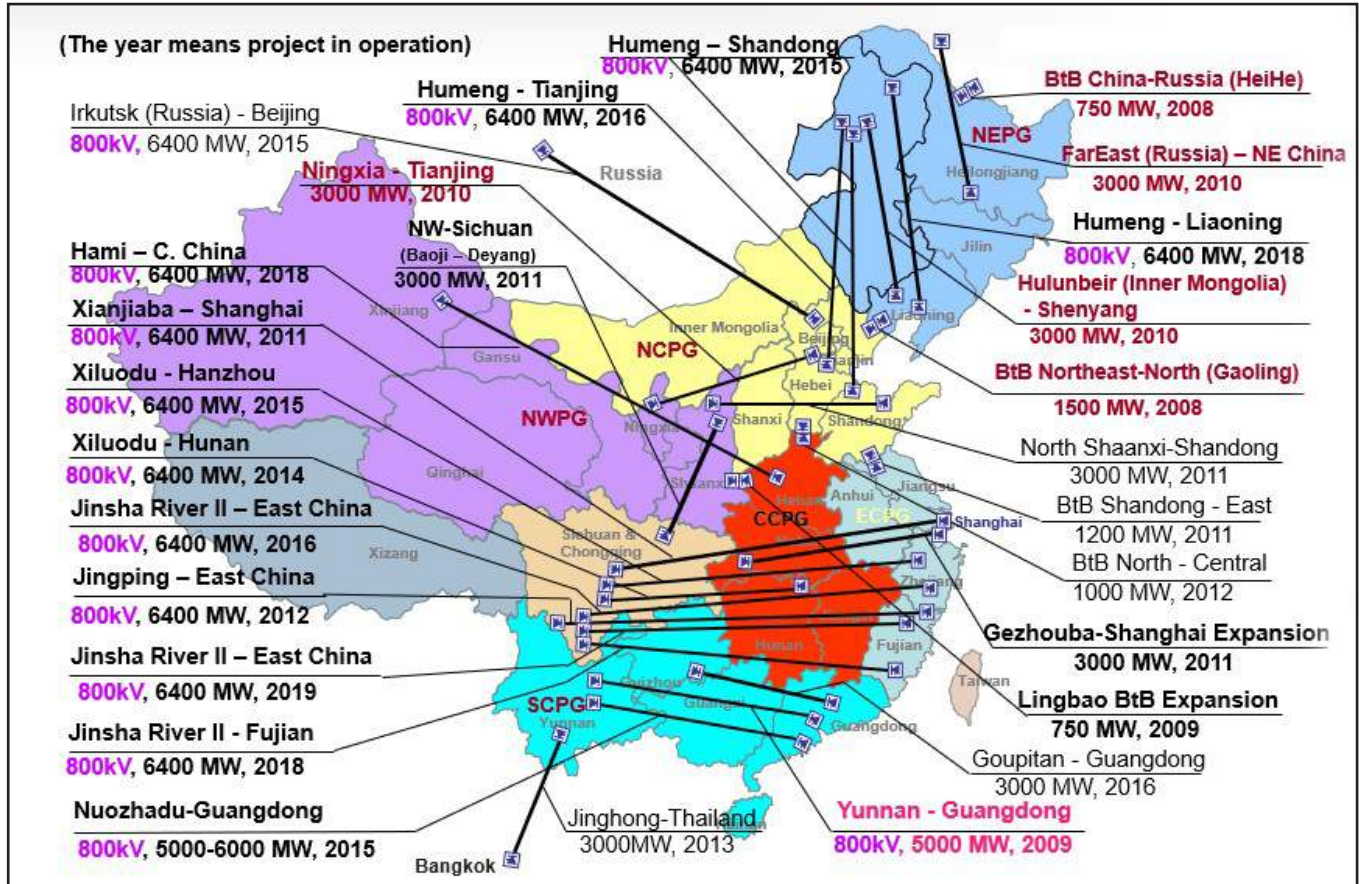 (The year means project in operation)
Humeng – Shandong
800kV, 6400 MW, 2015
Humeng - Tianjing
800kV, 6400 MW, 2016
Irkutsk (Russia) - Beijing
800kV, 6400 MW, 2015
Ningxia - Tianjing
3000 MW, 2010
NW-Sichuan
(Baoji – Deyang)
3000 MW, 2011
Hami – C. China
800kV, 6400 MW, 2018
Xianjiaba – Shanghai
800kV, 6400 MW, 2011
Xiluodu - Hanzhou
800kV, 6400 MW, 2015
Xiluodu - Hunan
800kV, 6400 MW, 2014
Jinsha River II – East China
800kV, 6400 MW, 2016
Jingping – East China
800kV, 6400 MW, 2012
Jinsha River II – East China
800kV, 6400 MW, 2019
Jinsha River II - Fujian
800kV, 6400 MW, 2018
Nuozhadu-Guangdong
800kV, 5000-6000 MW, 2015
BtB China-Russia (HeiHe)
750 MW, 2008
FarEast (Russia) – NE China
3000 MW, 2010
Humeng - Liaoning
800kV, 6400 MW, 2018
Hulunbeir (Inner Mongolia)
- Shenyang
3000 MW, 2010
BtB Northeast-North (Gaoling)
1500 MW, 2008
North Shaanxi-Shandong
3000 MW, 2011
BtB Shandong - East
1200 MW, 2011
BtB North - Central
1000 MW, 2012
Gezhouba-Shanghai Expansion
3000 MW, 2011
Lingbao BtB Expansion
750 MW, 2009
Goupitan - Guangdong
3000 MW, 2016
Yunnan - Guangdong
800kV, 5000 MW, 2009
Jinghong-Thailand
3000MW, 2013
Bangkok
Russia
NEPG
Heilongjiang
Jilin
Liaoning
Inner Mongolia
NCPG
Beijing
Hebei
Shanxi
Shandong
Xinjiang
Gansu
NWPG
Ningxia
Qinghai
Shaanxi
Xizang
Sichuan &
Chongqing
CCPG
Henan
Anhui
Jiangsu
ECPG
Shanghai
Zhejiang
Hunan
Fujian
Taiwan
SCPG
Yunnan
Guizhou
Guangxi
Guangdong